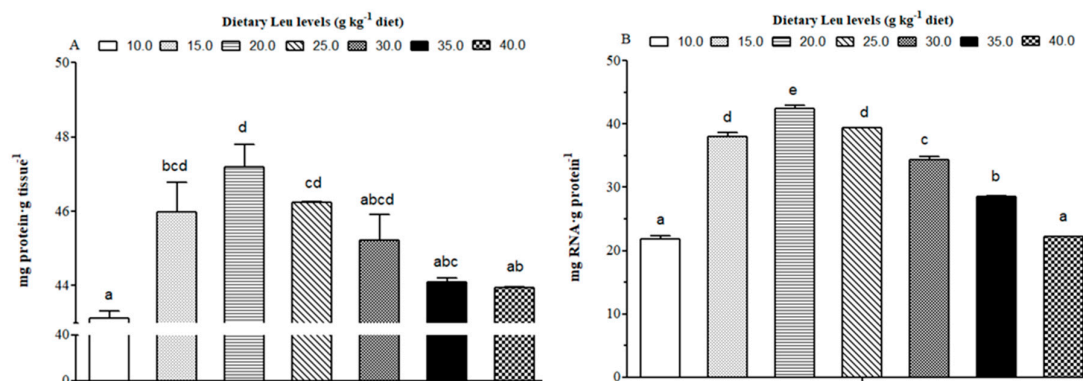 Dietary Leu levels (g kg⁻¹ diet)
A 10.0 15.0 20.0 25.0 30.0 35.0 40.0
50
48
46
44
40
0
mg protein·g tissue⁻¹
a bcd d cd abcd abc ab
Dietary Leu levels (g kg⁻¹ diet)
B 10.0 15.0 20.0 25.0 30.0 35.0 40.0
50
40
30
20
10
0
mg RNA·g protein⁻¹
a d e d c b a